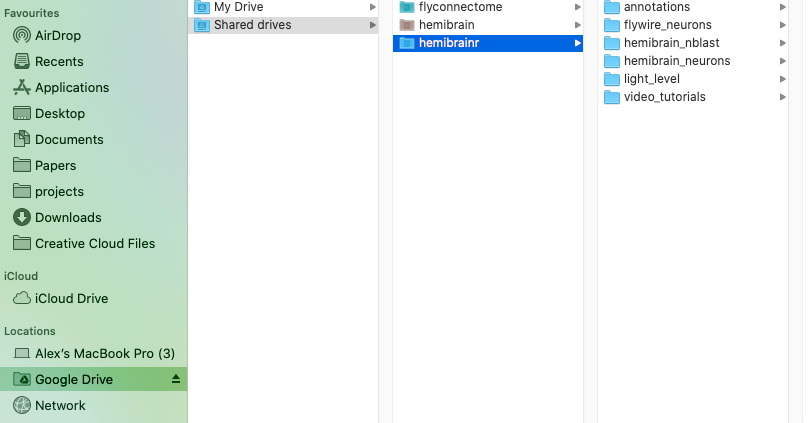 Favourites
AirDrop
Recents
Applications
Desktop
Documents
Papers
projects
Downloads
Creative Cloud Files
iCloud
iCloud Drive
Locations
Alex's MacBook Pro (3)
Google Drive
Network
My Drive
Shared drives
flyconnectome
hemibrain
hemibrainr
annotations
flywire_neurons
hemibrain_nblast
hemibrain_neurons
light_level
video_tutorials